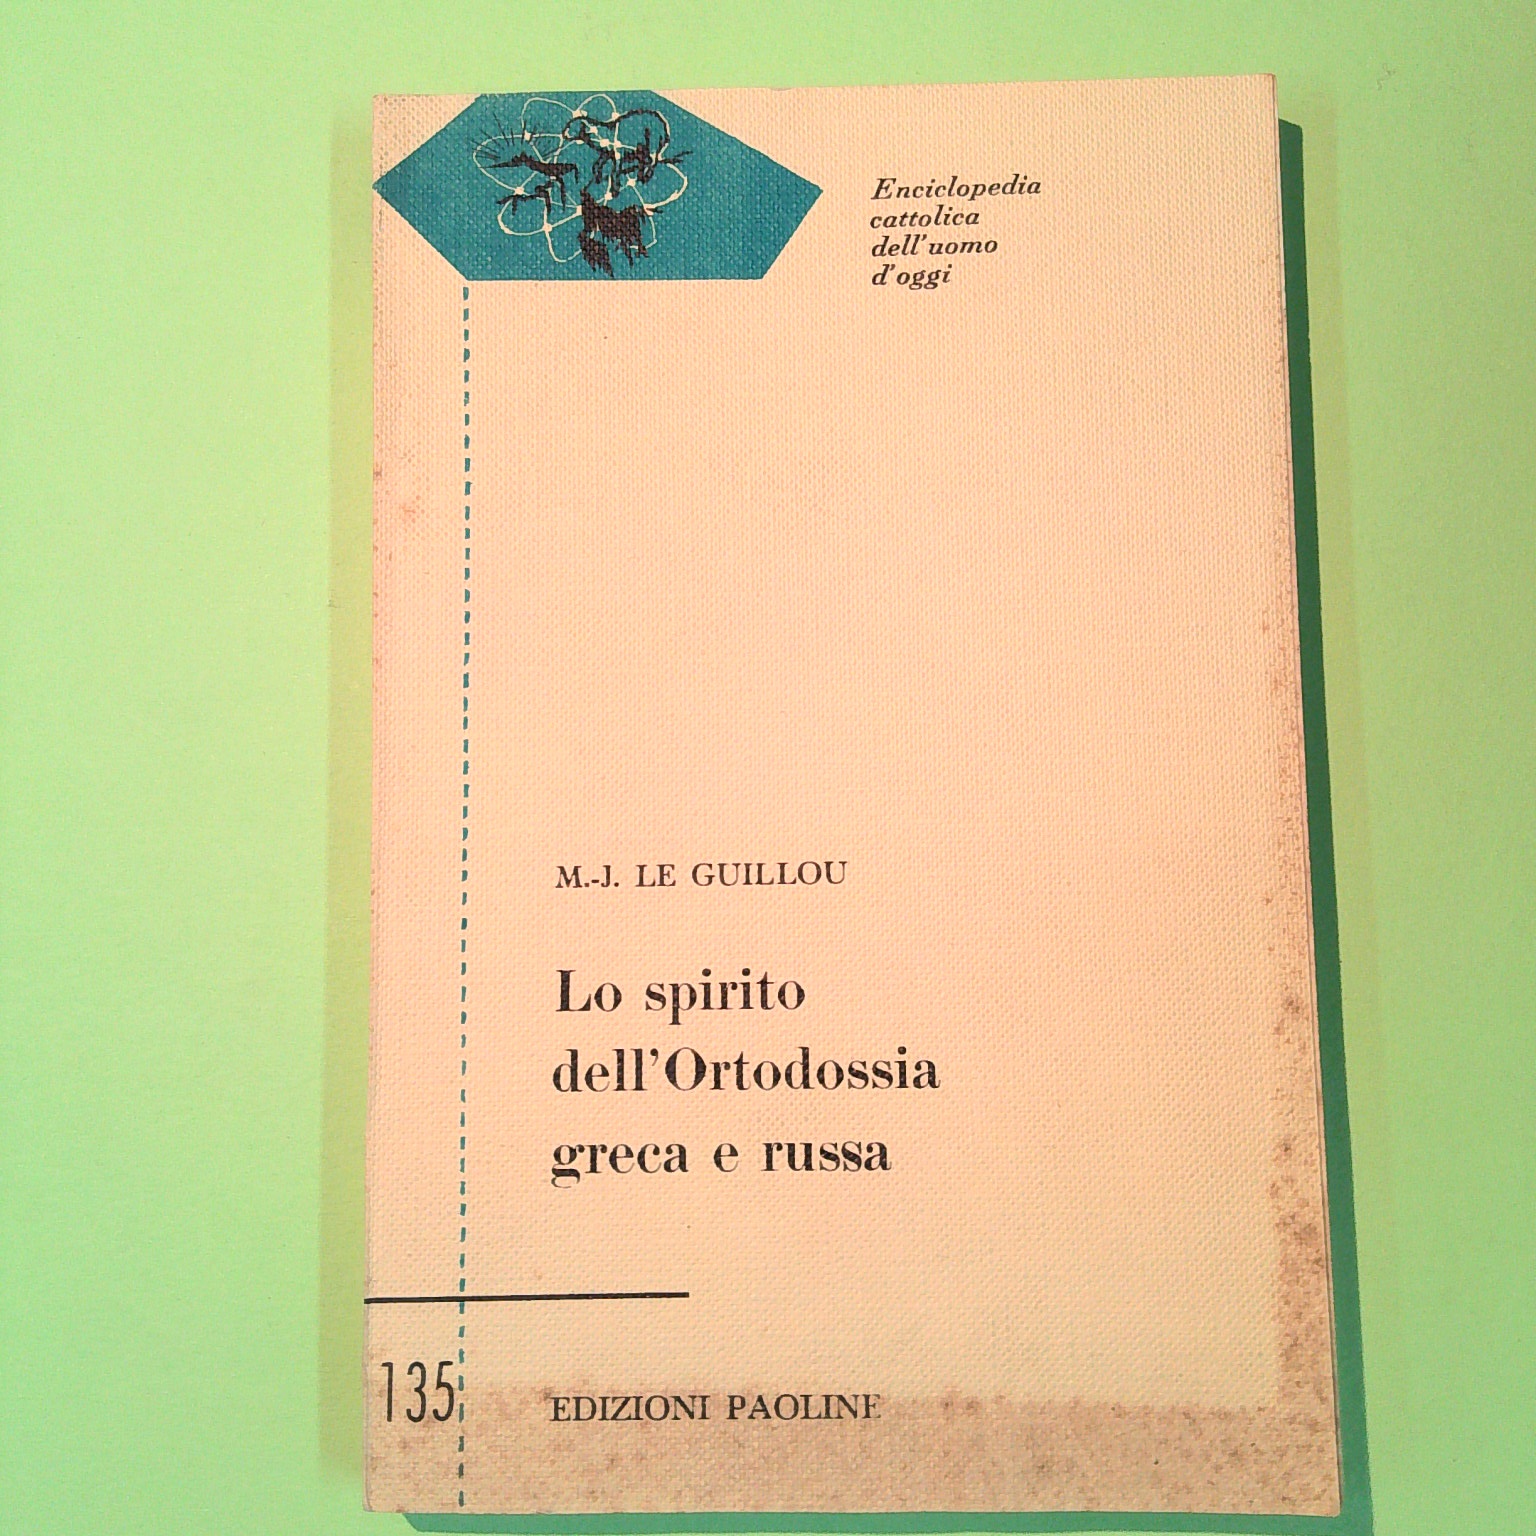 Enciclopedia
cattolica
dell'uomo
d'oggi
M.-J. LE GUILLOU
Lo spirito
dell'Ortodossia
greca e russa
135
EDIZIONI PAOLINE